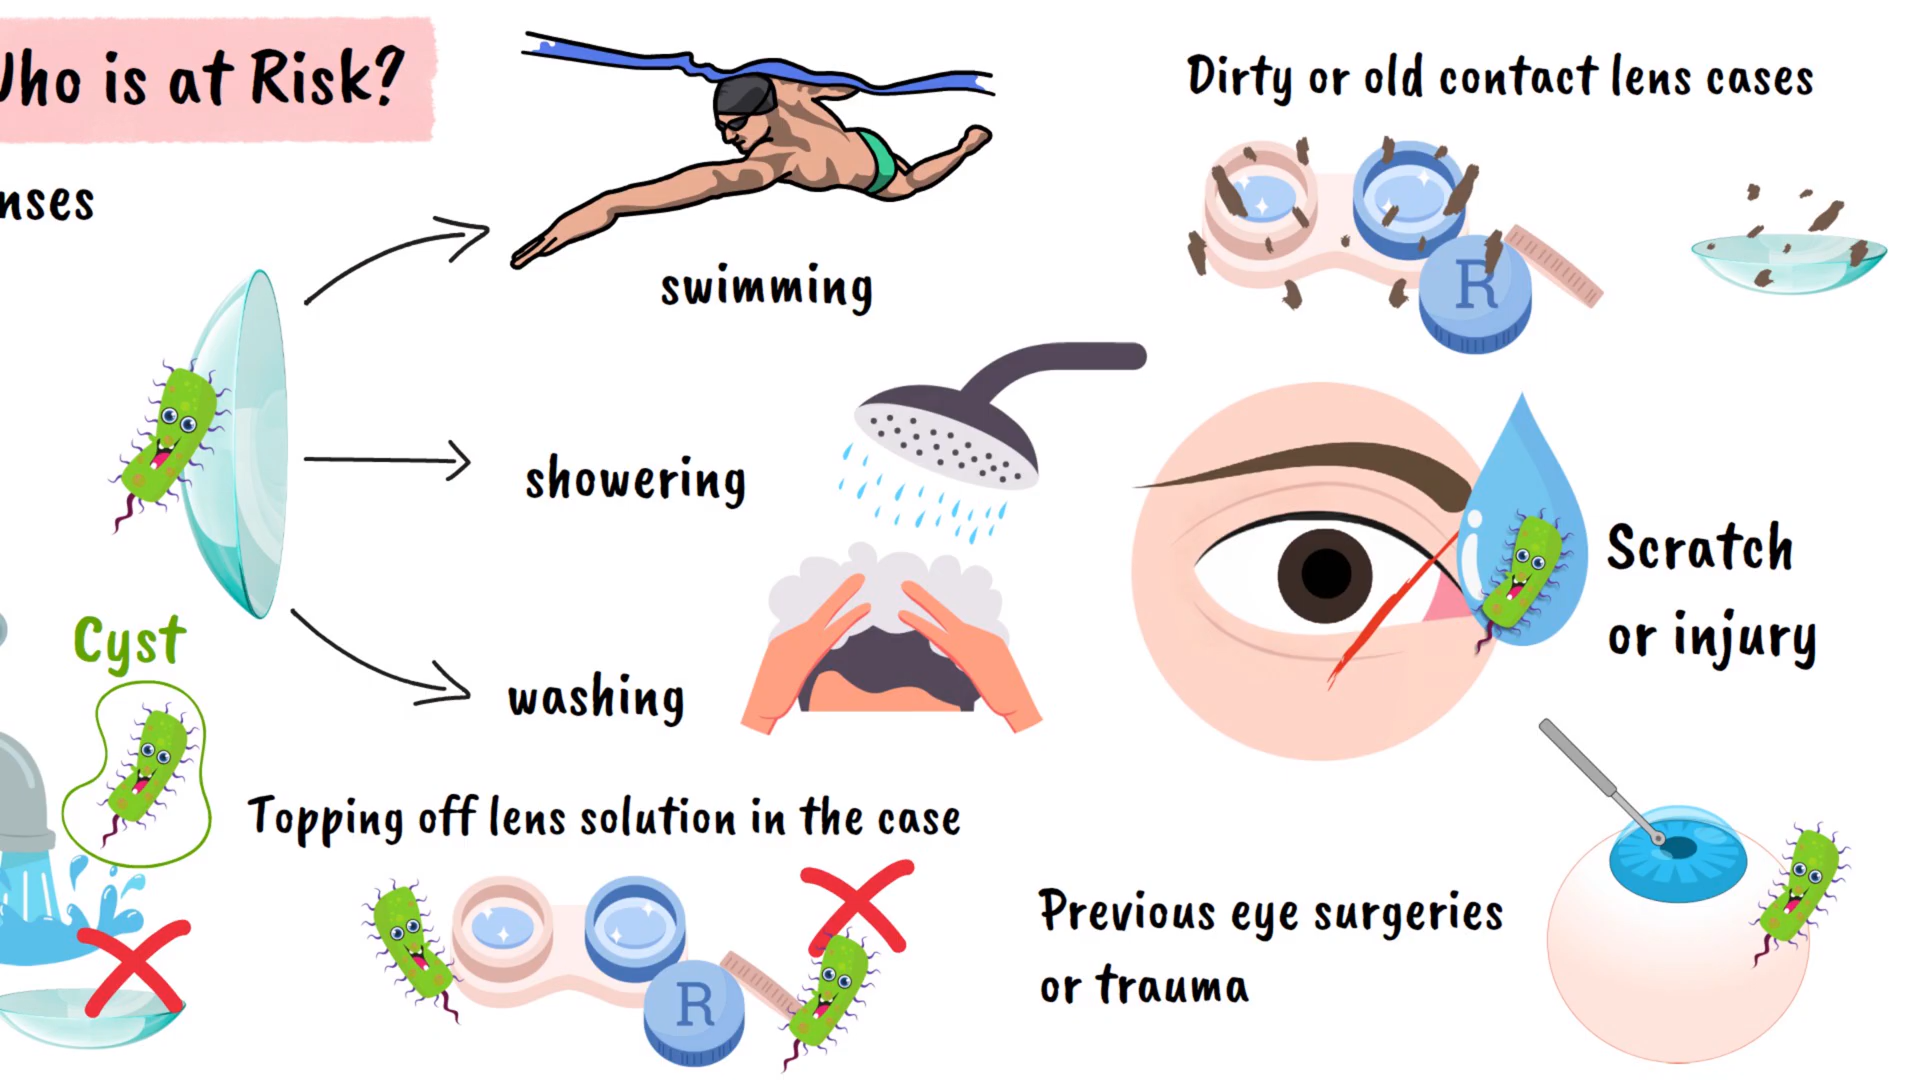 Who is at Risk?
nses
swimming
showering
washing
Cyst
Topping off lens solution in the case
R
Dirty or old contact lens cases
R
Scratch
or injury
Previous eye surgeries
or trauma